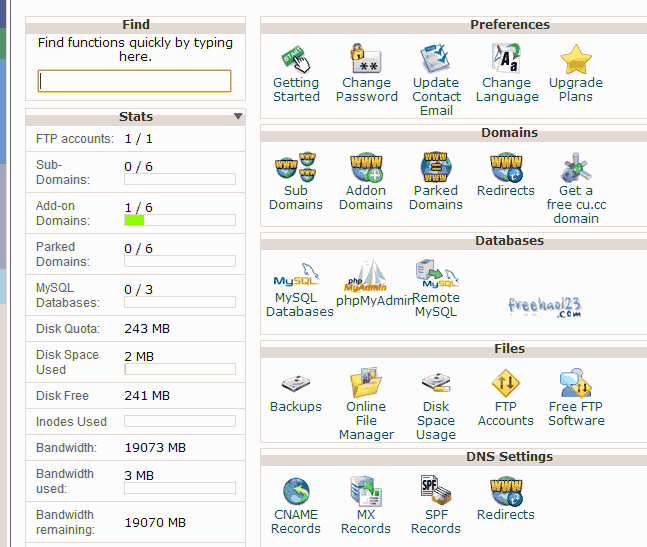 Find
Find functions quickly by typing
here.
Stats
FTP accounts: 1 / 1
Sub-
Domains:
0 / 6
Add-on
Domains:
1 / 6
Parked
Domains:
0 / 6
MySQL
Databases:
0 / 3
Disk Quota: 243 MB
Disk Space
Used
2 MB
Disk Free 241 MB
Inodes Used
Bandwidth: 19073 MB
Bandwidth
used:
3 MB
Bandwidth
remaining:
19070 MB
Preferences
START
Getting
Started
**
Change
Password
Update
Contact
Email
Aa
Change
Language
Upgrade
Plans
Domains
WWW
WWW
WWW
Sub
Domains
WWW
Addon
Domains
WWW
WWW
Parked
Domains
WWW
Redirects
Get a
free cu.cc
domain
Databases
MySQL
MySQL
Databases
php
MyAdmin
phpMyAdmin
MySQL
Remote
MySQL
freehao123
.com
Files
Backups
Online
File
Manager
Disk
Space
Usage
FTP
Accounts
Free FTP
Software
DNS Settings
CNAME
Records
MX
Records
SPF
SPF
Records
WWW
Redirects